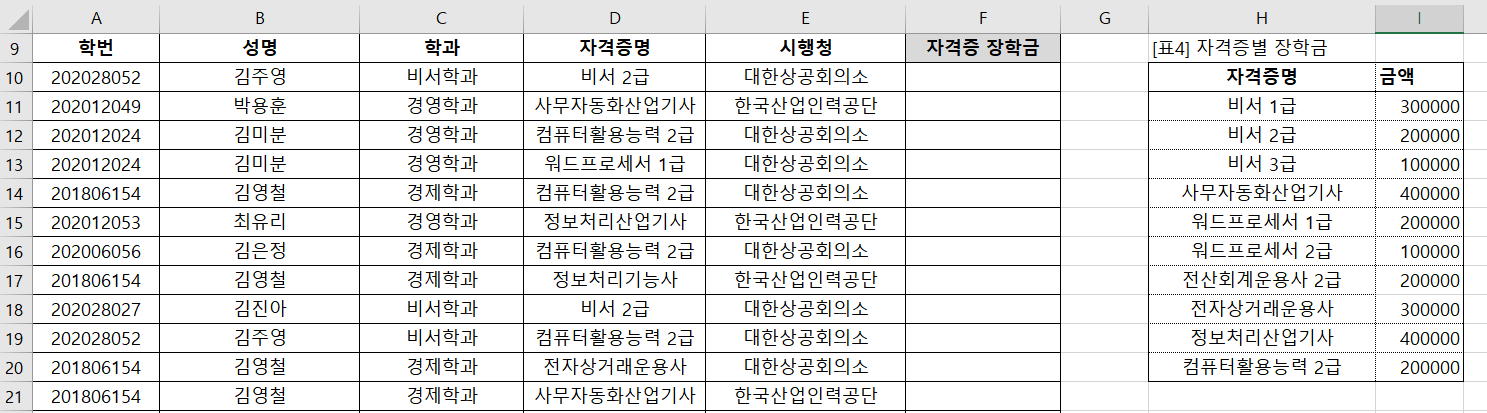 A B C D E F G H I
9 학번 성명 학과 자격증명 시행청 자격증 장학금 [표4] 자격증별 장학금
10 202028052 김주영 비서학과 비서 2급 대한상공회의소 자격증명 금액
11 202012049 박용훈 경영학과 사무자동화산업기사 한국산업인력공단 비서 1급 300000
12 202012024 김미분 경영학과 컴퓨터활용능력 2급 대한상공회의소 비서 2급 200000
13 202012024 김미분 경영학과 워드프로세서 1급 대한상공회의소 비서 3급 100000
14 201806154 김영철 경제학과 컴퓨터활용능력 2급 대한상공회의소 사무자동화산업기사 400000
15 202012053 최유리 경영학과 정보처리산업기사 한국산업인력공단 워드프로세서 1급 200000
16 202006056 김은정 경제학과 컴퓨터활용능력 2급 대한상공회의소 워드프로세서 2급 100000
17 201806154 김영철 경제학과 정보처리기능사 한국산업인력공단 전산회계운용사 2급 200000
18 202028027 김진아 비서학과 비서 2급 대한상공회의소 전자상거래운용사 300000
19 202028052 김주영 비서학과 컴퓨터활용능력 2급 대한상공회의소 정보처리산업기사 400000
20 201806154 김영철 경제학과 전자상거래운용사 대한상공회의소 컴퓨터활용능력 2급 200000
21 201806154 김영철 경제학과 사무자동화산업기사 한국산업인력공단